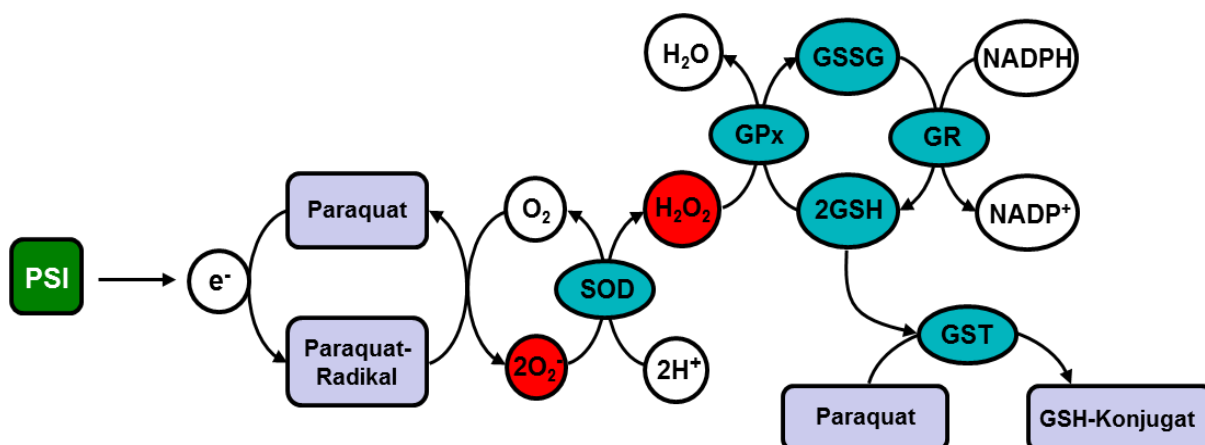 H₂O
GSSG
NADPH
GPx
GR
Paraquat
O₂
H₂O₂
2GSH
NADP⁺
PSI
e⁻
SOD
Paraquat-
Radikal
2O₂⁻
2H⁺
GST
Paraquat
GSH-Konjugat